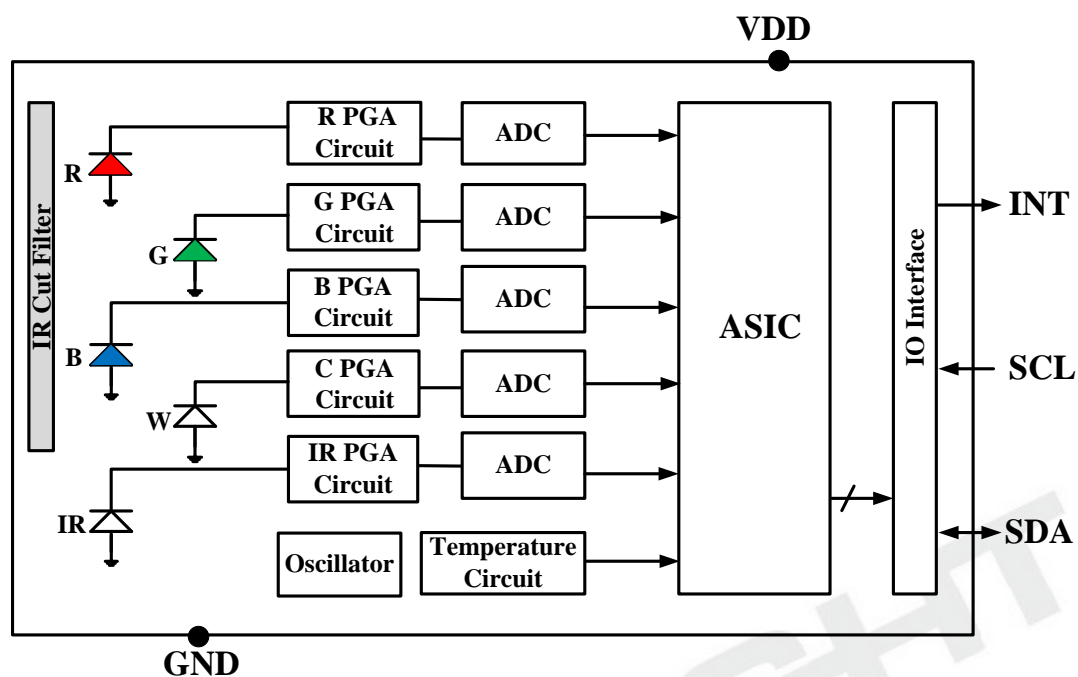 VDD
IR Cut Filter
R
R PGA
Circuit
ADC
G
G PGA
Circuit
ADC
B
B PGA
Circuit
ADC
W
C PGA
Circuit
ADC
IR
IR PGA
Circuit
ADC
Oscillator
Temperature
Circuit
ASIC
IO Interface
INT
SCL
SDA
GND